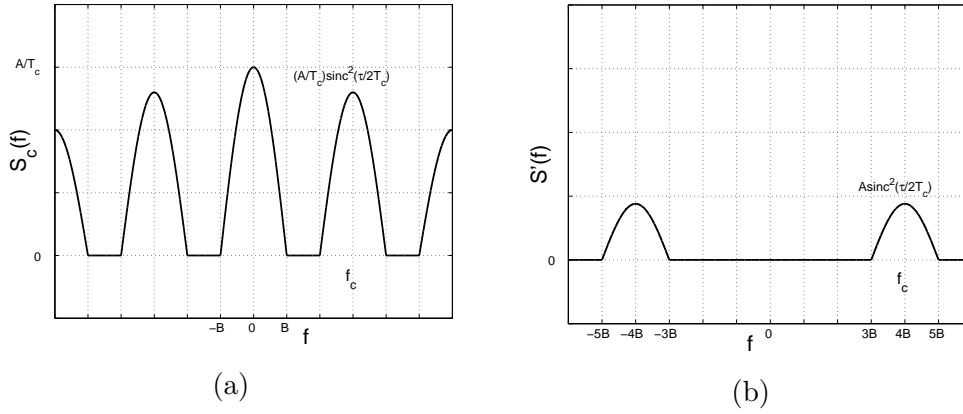 A/T_c
(A/T_c)sinc²(τ/2T_c)
S_c(f)
0
f_c
−B 0 B
f
(a)
Asinc²(τ/2T_c)
S'(f)
0
f_c
−5B −4B −3B 0 3B 4B 5B
f
(b)